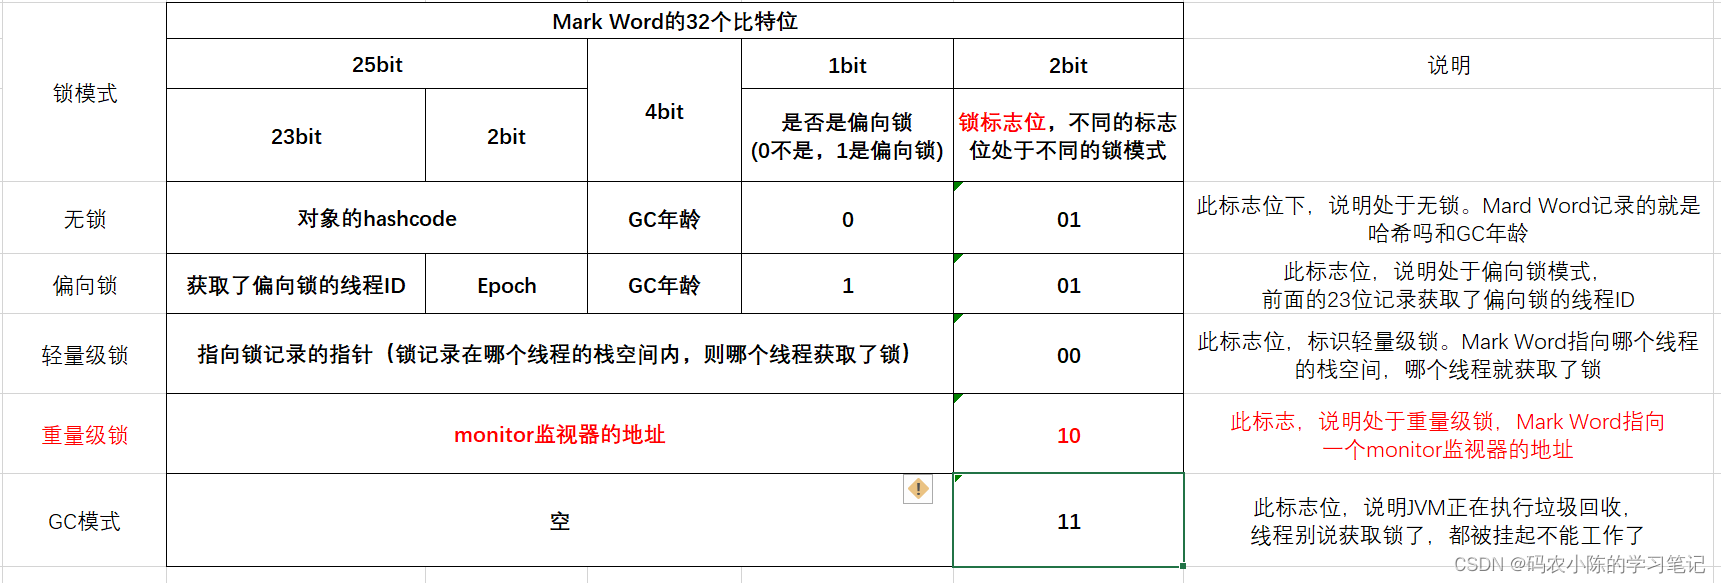 锁模式
Mark Word的32个比特位
25bit
4bit
1bit
2bit
说明
23bit
2bit
是否是偏向锁
(0不是，1是偏向锁)
锁标志位，不同的标志
位处于不同的锁模式
无锁
对象的hashcode
GC年龄
0
01
此标志位下，说明处于无锁。Mard Word记录的就是
哈希吗和GC年龄
偏向锁
获取了偏向锁的线程ID
Epoch
GC年龄
1
01
此标志位，说明处于偏向锁模式，
前面的23位记录获取了偏向锁的线程ID
轻量级锁
指向锁记录的指针（锁记录在哪个线程的栈空间内，则哪个线程获取了锁）
00
此标志位，标识轻量级锁。Mark Word指向哪个线程
的栈空间，哪个线程就获取了锁
重量级锁
monitor监视器的地址
10
此标志，说明处于重量级锁，Mark Word指向
一个monitor监视器的地址
GC模式
空
11
此标志位，说明JVM正在执行垃圾回收，
线程别说获取锁了，都被挂起不能工作了
CSDN @码农小陈的学习笔记